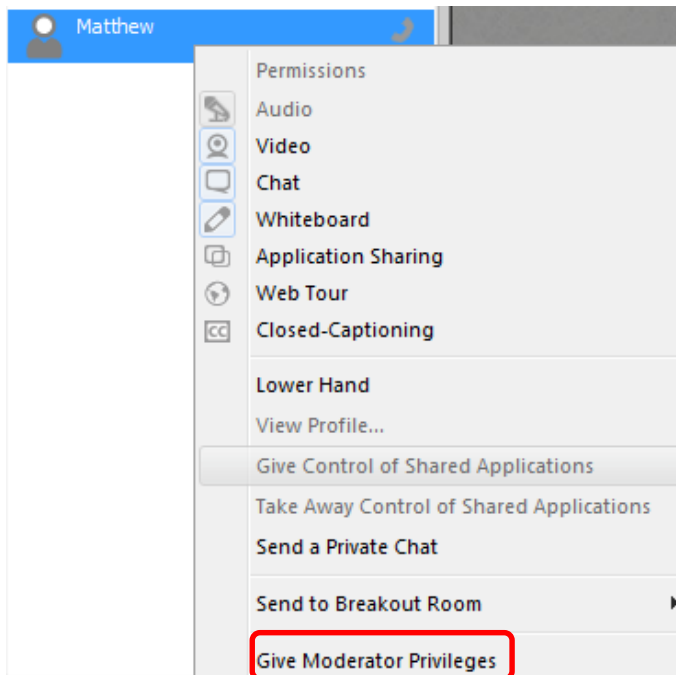 Matthew
Permissions
Audio
Video
Chat
Whiteboard
Application Sharing
Web Tour
CC Closed-Captioning
Lower Hand
View Profile...
Give Control of Shared Applications
Take Away Control of Shared Applications
Send a Private Chat
Send to Breakout Room
Give Moderator Privileges